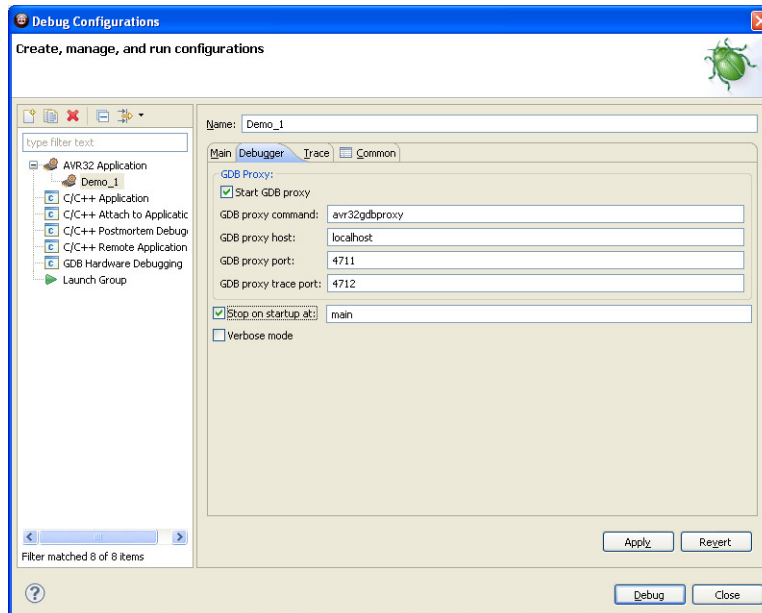 Debug Configurations
Create, manage, and run configurations
type filter text
AVR32 Application
Demo_1
C/C++ Application
C/C++ Attach to Applicatic
C/C++ Postmortem Debug
C/C++ Remote Application
GDB Hardware Debugging
Launch Group
Filter matched 8 of 8 items
Name: Demo_1
Main Debugger Trace Common
GDB Proxy:
Start GDB proxy
GDB proxy command: avr32gdbproxy
GDB proxy host: localhost
GDB proxy port: 4711
GDB proxy trace port: 4712
Stop on startup at: main
Verbose mode
Apply Revert
? Debug Close